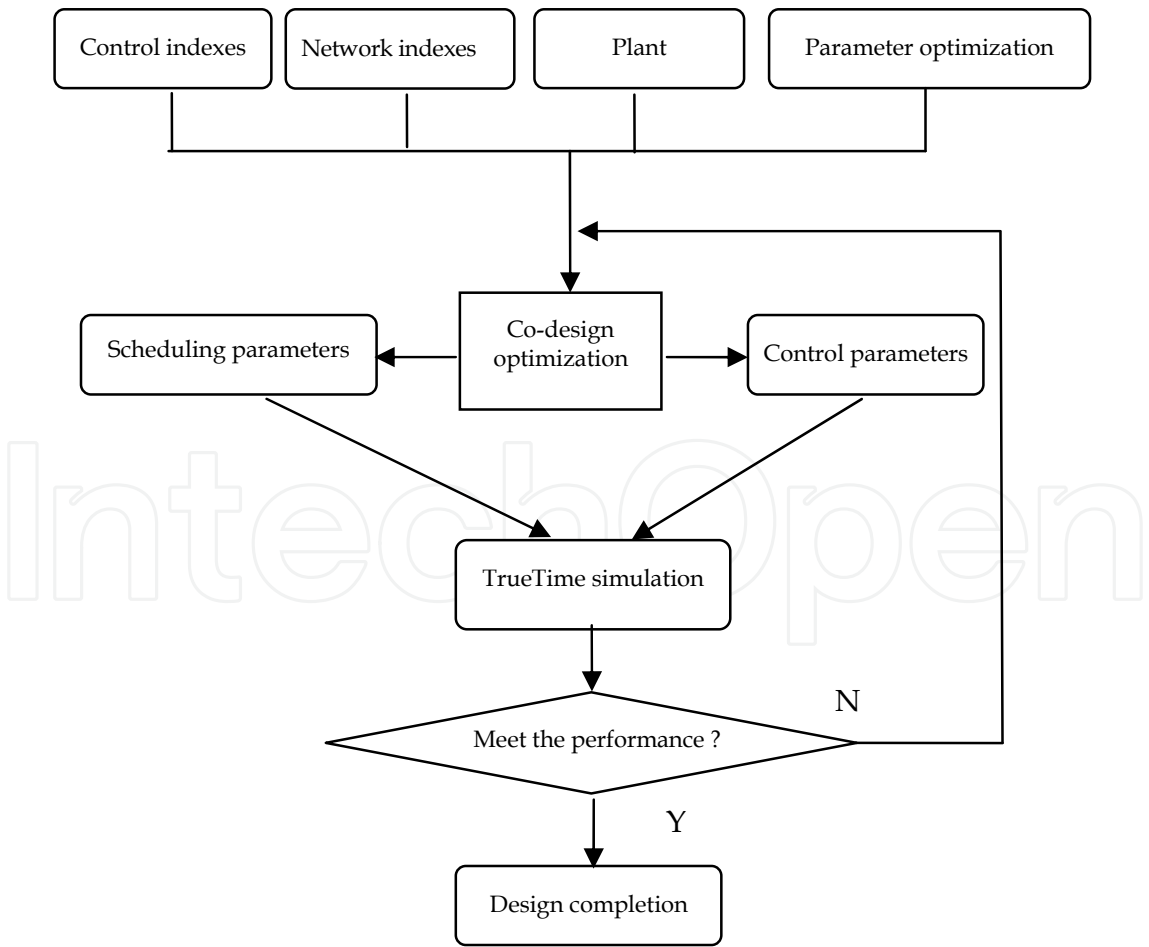 Control indexes
Network indexes
Plant
Parameter optimization
Co-design
optimization
Scheduling parameters
Control parameters
IntechOpen
TrueTime simulation
N
Meet the performance ?
Y
Design completion